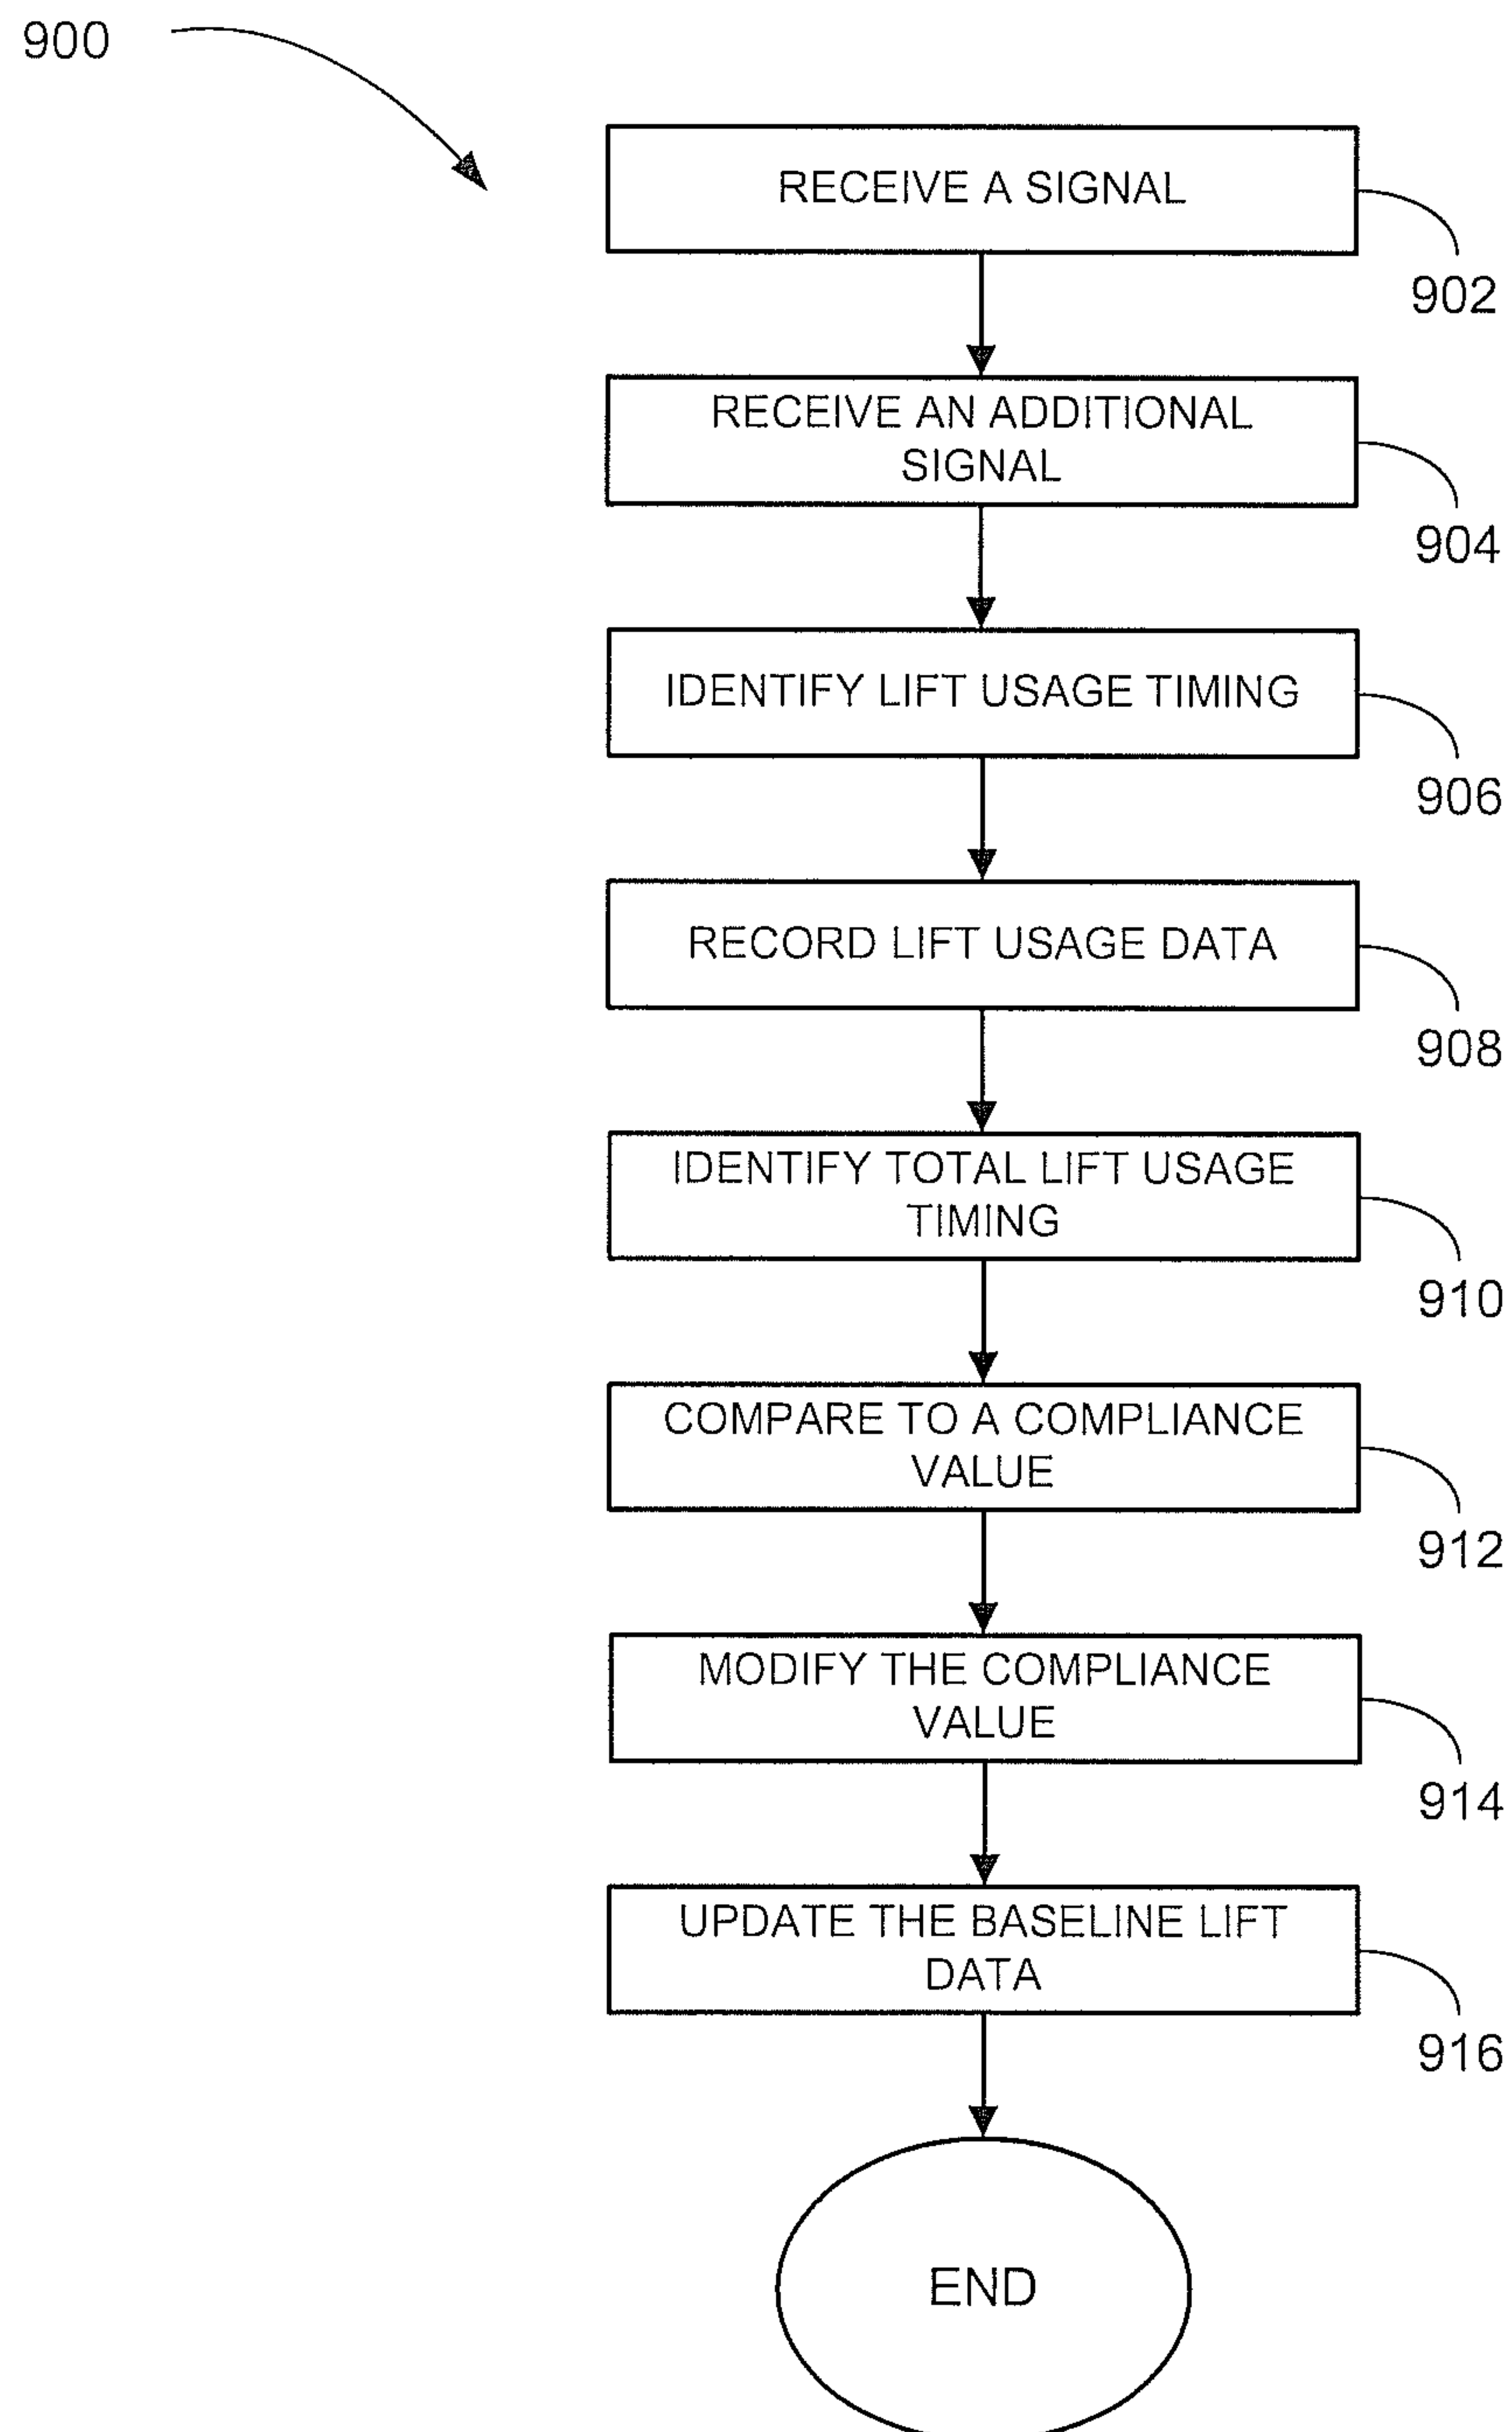 900
RECEIVE A SIGNAL
902
RECEIVE AN ADDITIONAL
SIGNAL
904
IDENTIFY LIFT USAGE TIMING
906
RECORD LIFT USAGE DATA
908
IDENTIFY TOTAL LIFT USAGE
TIMING
910
COMPARE TO A COMPLIANCE
VALUE
912
MODIFY THE COMPLIANCE
VALUE
914
UPDATE THE BASELINE LIFT
DATA
916
END